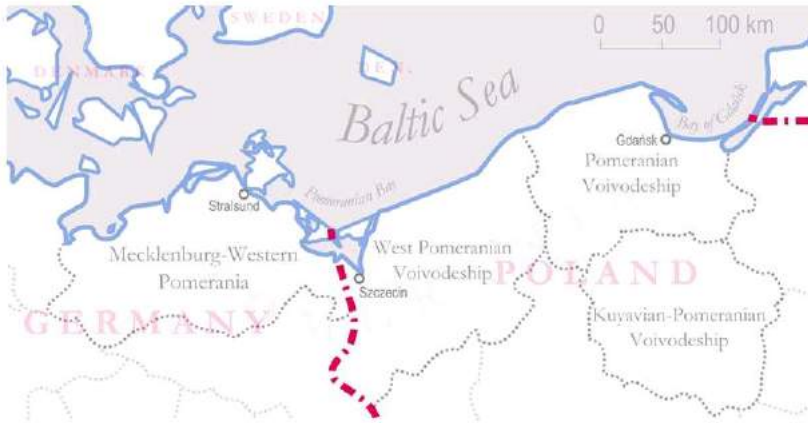 SWEDEN
0 50 100 km
DENMARK
DEN.
Baltic Sea
Bay of Gdańsk
Gdańsk
Pomeranian
Voivodeship
Pomeranian Bay
Stralsund
Mecklenburg-Western
Pomerania
West Pomeranian
Voivodeship
Szczecin
POLAND
GERMANY
Kuyavian-Pomeranian
Voivodeship